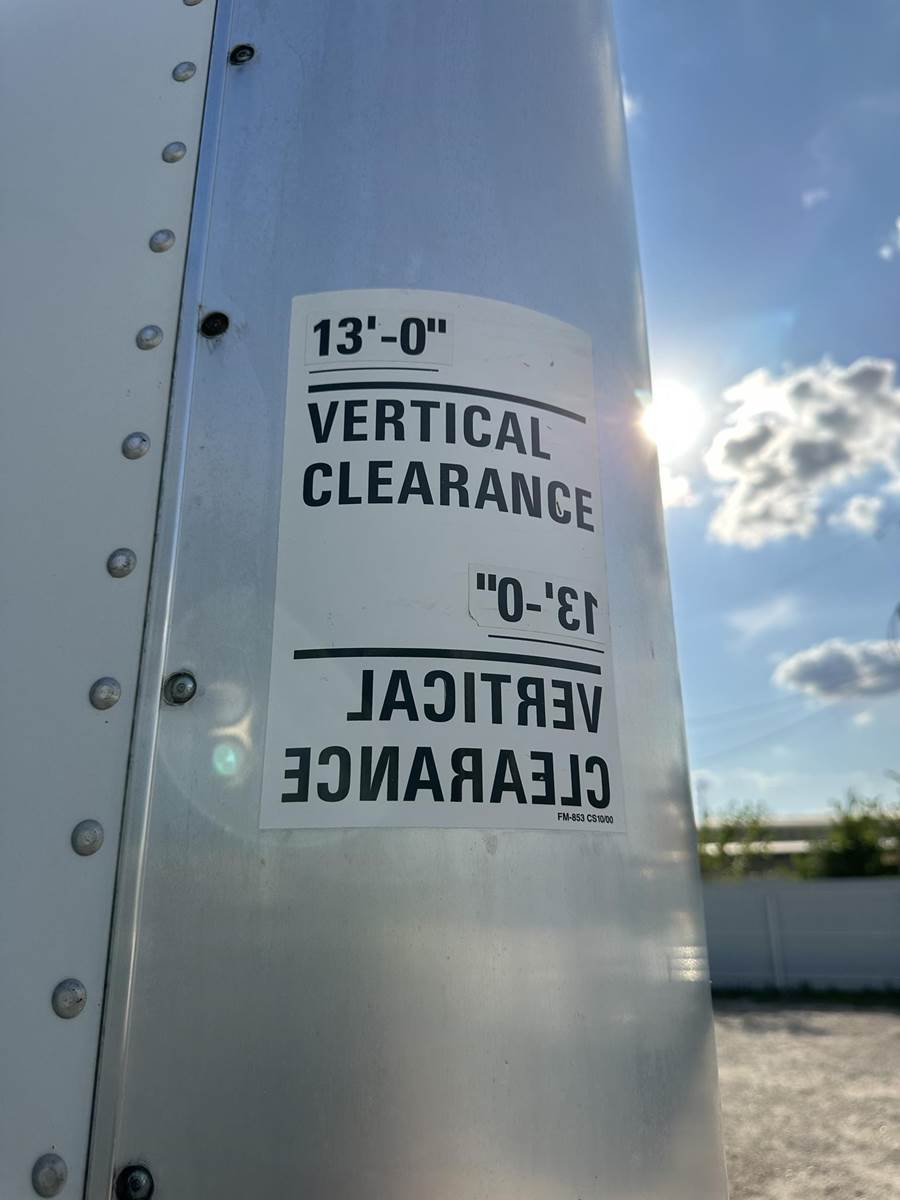 13'-0"
VERTICAL
CLEARANCE
13'-0"
VERTICAL
CLEARANCE
FM-853 CS10/00